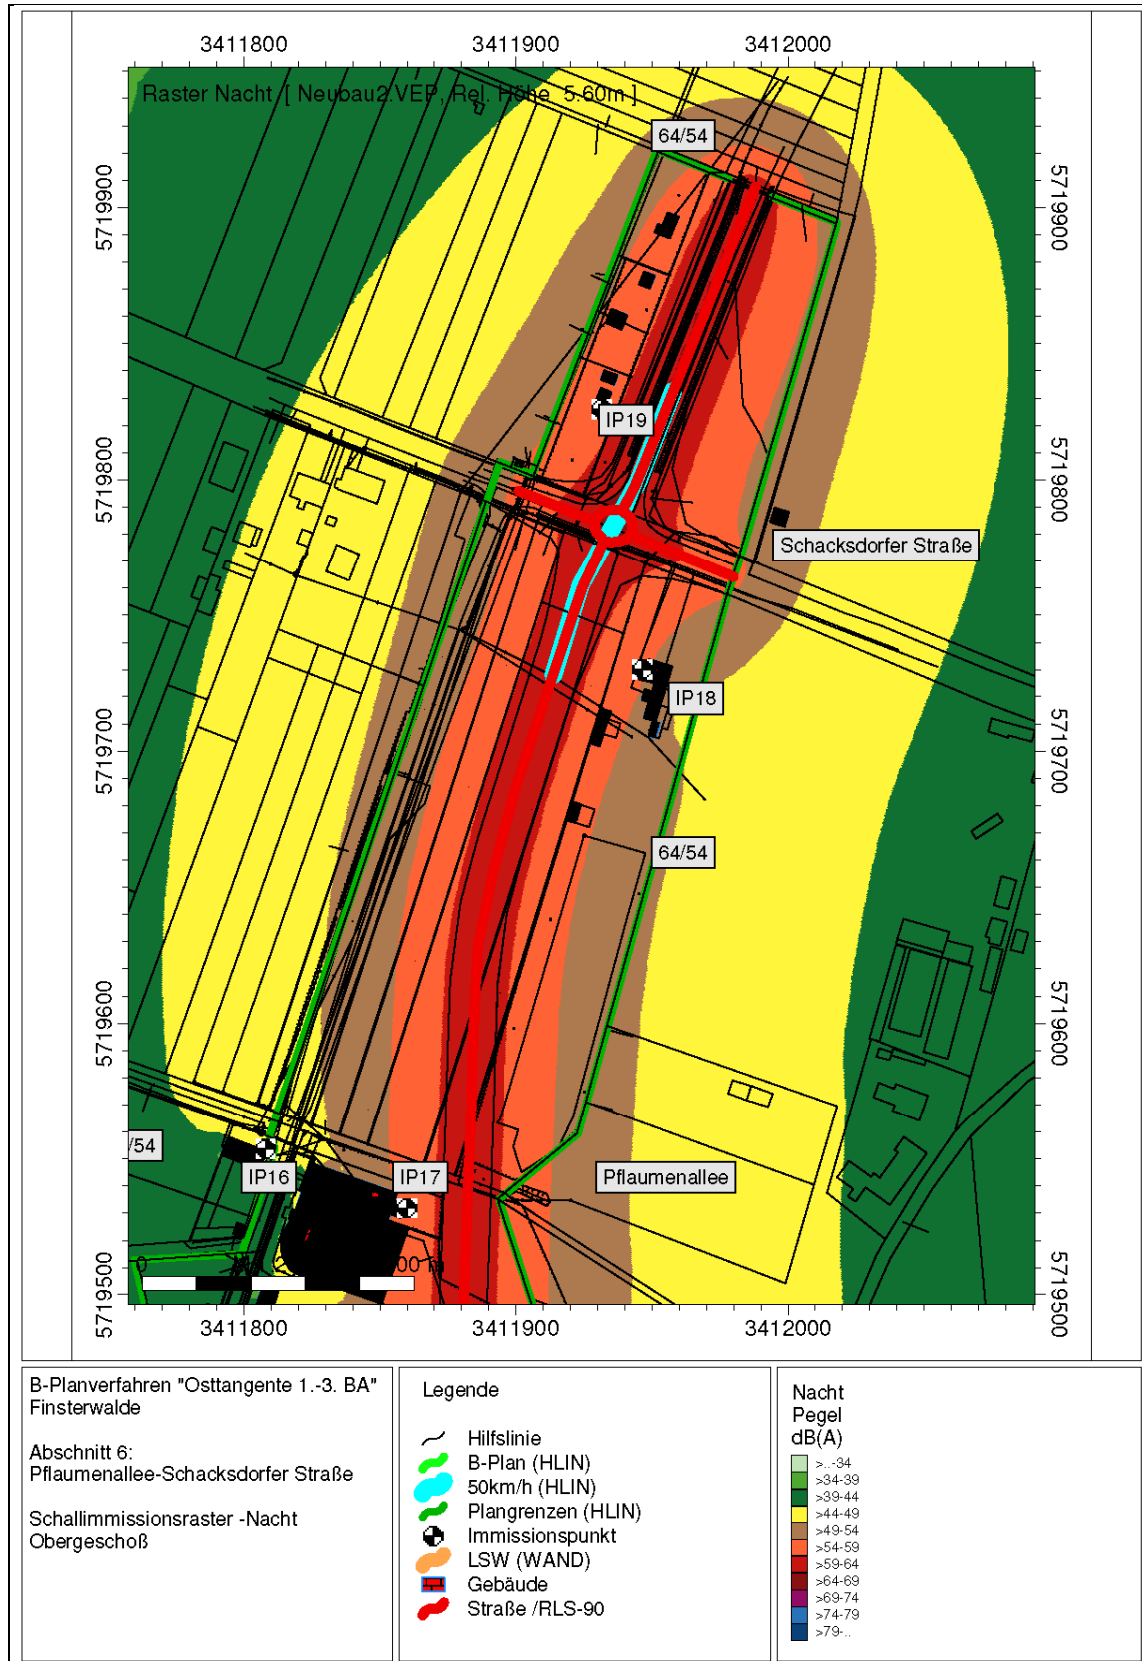 3411800
3411900
3412000
Raster Nacht [ Neubau2.VEP, Rel. Höhe 5.60m ]
64/54
5719900
5719900
IP19
5719800
5719800
Schacksdorfer Straße
IP18
5719700
5719700
64/54
5719600
5719600
/54
IP16
IP17
Pflaumenallee
0
00 m
5719500
5719500
3411800
3411900
3412000
B-Planverfahren "Osttangente 1.-3. BA"
Finsterwalde
Abschnitt 6:
Pflaumenallee-Schacksdorfer Straße
Schallimmissionsraster -Nacht
Obergeschoß
Legende
Hilfslinie
B-Plan (HLIN)
50km/h (HLIN)
Plangrenzen (HLIN)
Immissionspunkt
LSW (WAND)
Gebäude
Straße /RLS-90
Nacht
Pegel
dB(A)
>..-34
>34-39
>39-44
>44-49
>49-54
>54-59
>59-64
>64-69
>69-74
>74-79
>79-..